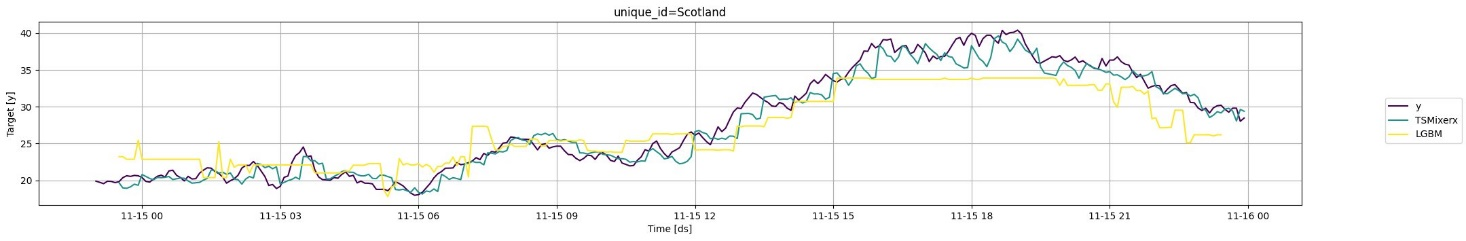 unique_id=Scotland
Target [y]
40
35
30
25
20
11-15 00
11-15 03
11-15 06
11-15 09
11-15 12
11-15 15
11-15 18
11-15 21
11-16 00
Time [ds]
y
TSMixerx
LGBM